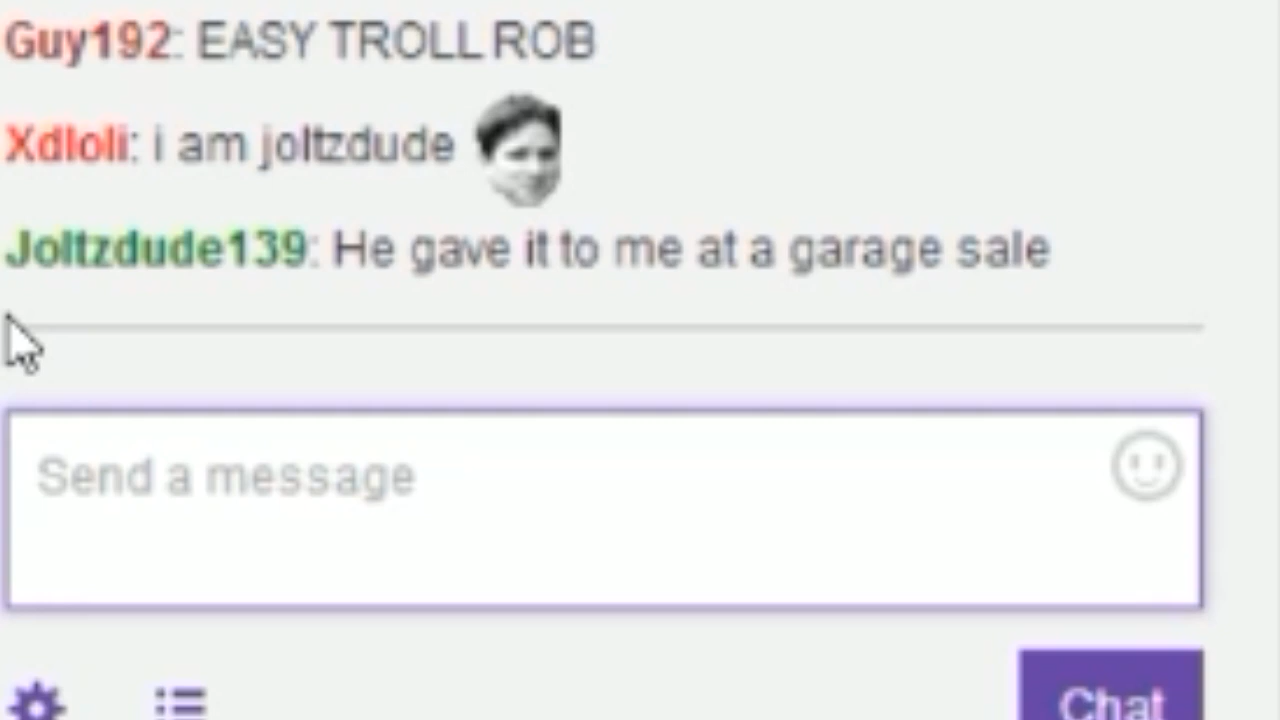 Guy192: EASY TROLL ROB
Xdloli: i am joltzdude
Joltzdude139: He gave it to me at a garage sale
Send a message
Chat